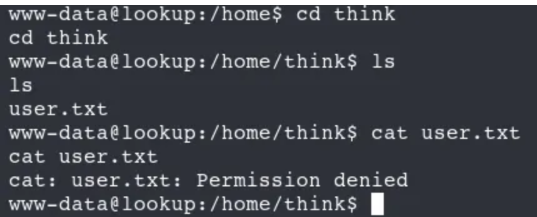 www-data@lookup:/home$ cd think
cd think
www-data@lookup:/home/think$ ls
ls
user.txt
www-data@lookup:/home/think$ cat user.txt
cat user.txt
cat: user.txt: Permission denied
www-data@lookup:/home/think$